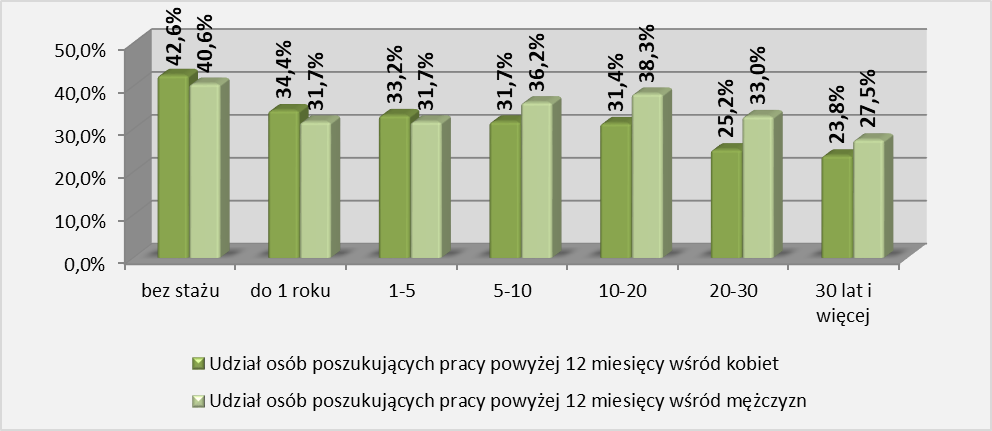 42,6% 40,6% 34,4% 31,7% 33,2% 31,7% 31,7% 36,2% 31,4% 38,3% 25,2% 33,0% 23,8% 27,5%
50,0%
40,0%
30,0%
20,0%
10,0%
0,0%
bez stażu do 1 roku 1-5 5-10 10-20 20-30 30 lat i
więcej
Udział osób poszukujących pracy powyżej 12 miesięcy wśród kobiet
Udział osób poszukujących pracy powyżej 12 miesięcy wśród mężczyzn